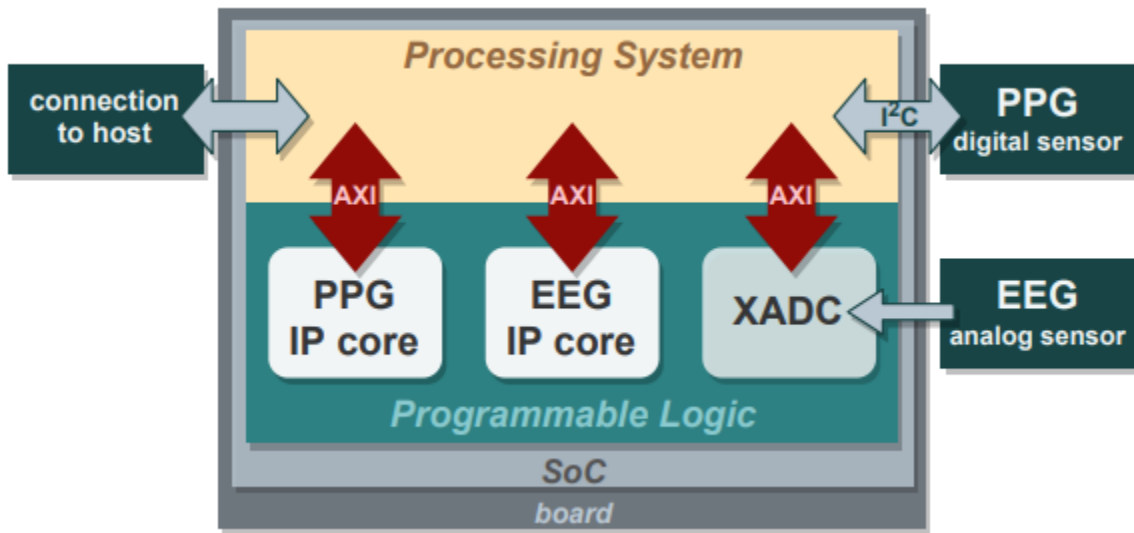 Processing System
connection
to host
I²C
PPG
digital sensor
AXI
AXI
AXI
PPG
IP core
EEG
IP core
XADC
EEG
analog sensor
Programmable Logic
SoC
board